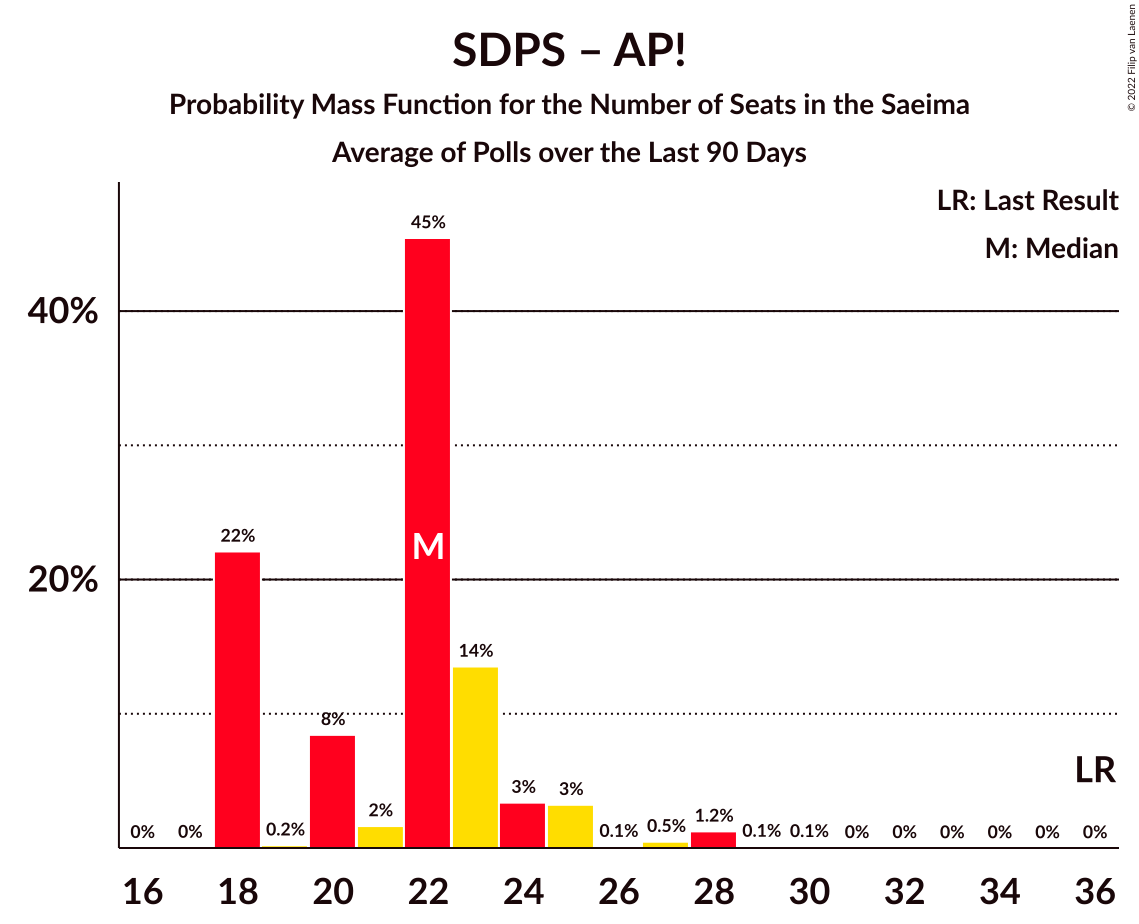 SDPS – AP!
Probability Mass Function for the Number of Seats in the Saeima
Average of Polls over the Last 90 Days
© 2022 Filip van Laenen
LR: Last Result
M: Median
40%
20%
0% 0% 22% 0.2% 8% 2% 45% 14% 3% 3% 0.1% 0.5% 1.2% 0.1% 0.1% 0% 0% 0% 0% 0% 0%
M
LR
16 18 20 22 24 26 28 30 32 34 36